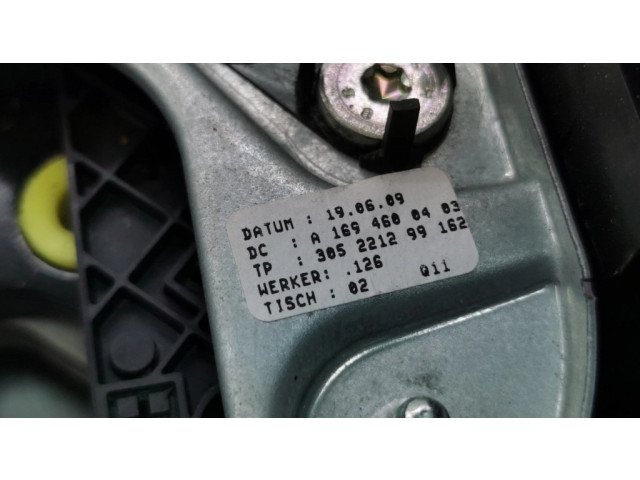 DATUM : 19.06.09
DC : A 169 460 04 03
TP : 305 2212 99 162
WERKER: .126
TISCH : 02 Q11